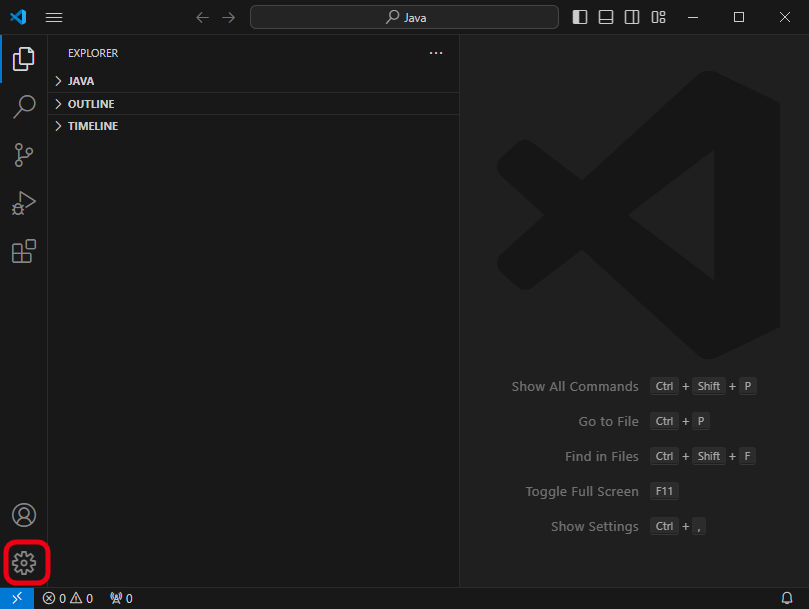 Java
EXPLORER
JAVA
OUTLINE
TIMELINE
Show All Commands Ctrl + Shift + P
Go to File Ctrl + P
Find in Files Ctrl + Shift + F
Toggle Full Screen F11
Show Settings Ctrl + ,
0 0 0